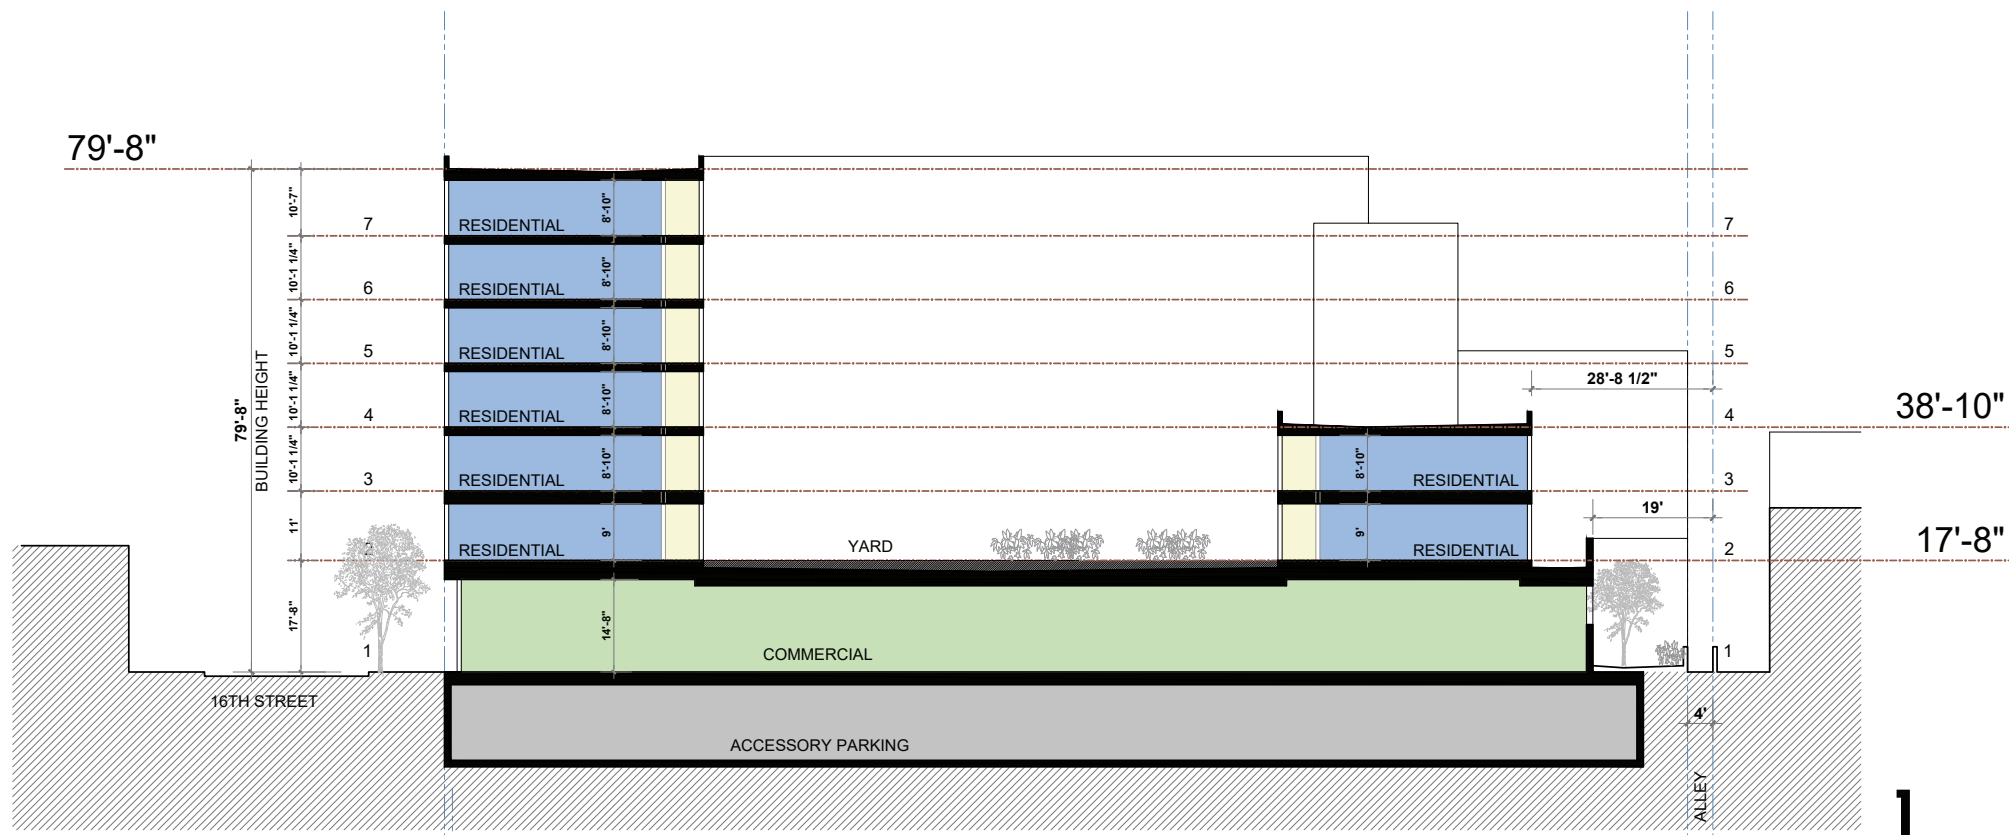 79'-8"
10'-7"
7
RESIDENTIAL
8'-10"
7
10'-1 1/4"
6
RESIDENTIAL
8'-10"
6
10'-1 1/4"
5
RESIDENTIAL
8'-10"
5
28'-8 1/2"
10'-1 1/4"
4
RESIDENTIAL
8'-10"
4
38'-10"
79'-8"
BUILDING HEIGHT
10'-1 1/4"
3
RESIDENTIAL
8'-10"
8'-10"
RESIDENTIAL
3
19'
11'
2
RESIDENTIAL
9'
YARD
9'
RESIDENTIAL
2
17'-8"
17'-8"
1
14'-8"
COMMERCIAL
1
16TH STREET
4'
ACCESSORY PARKING
ALLEY